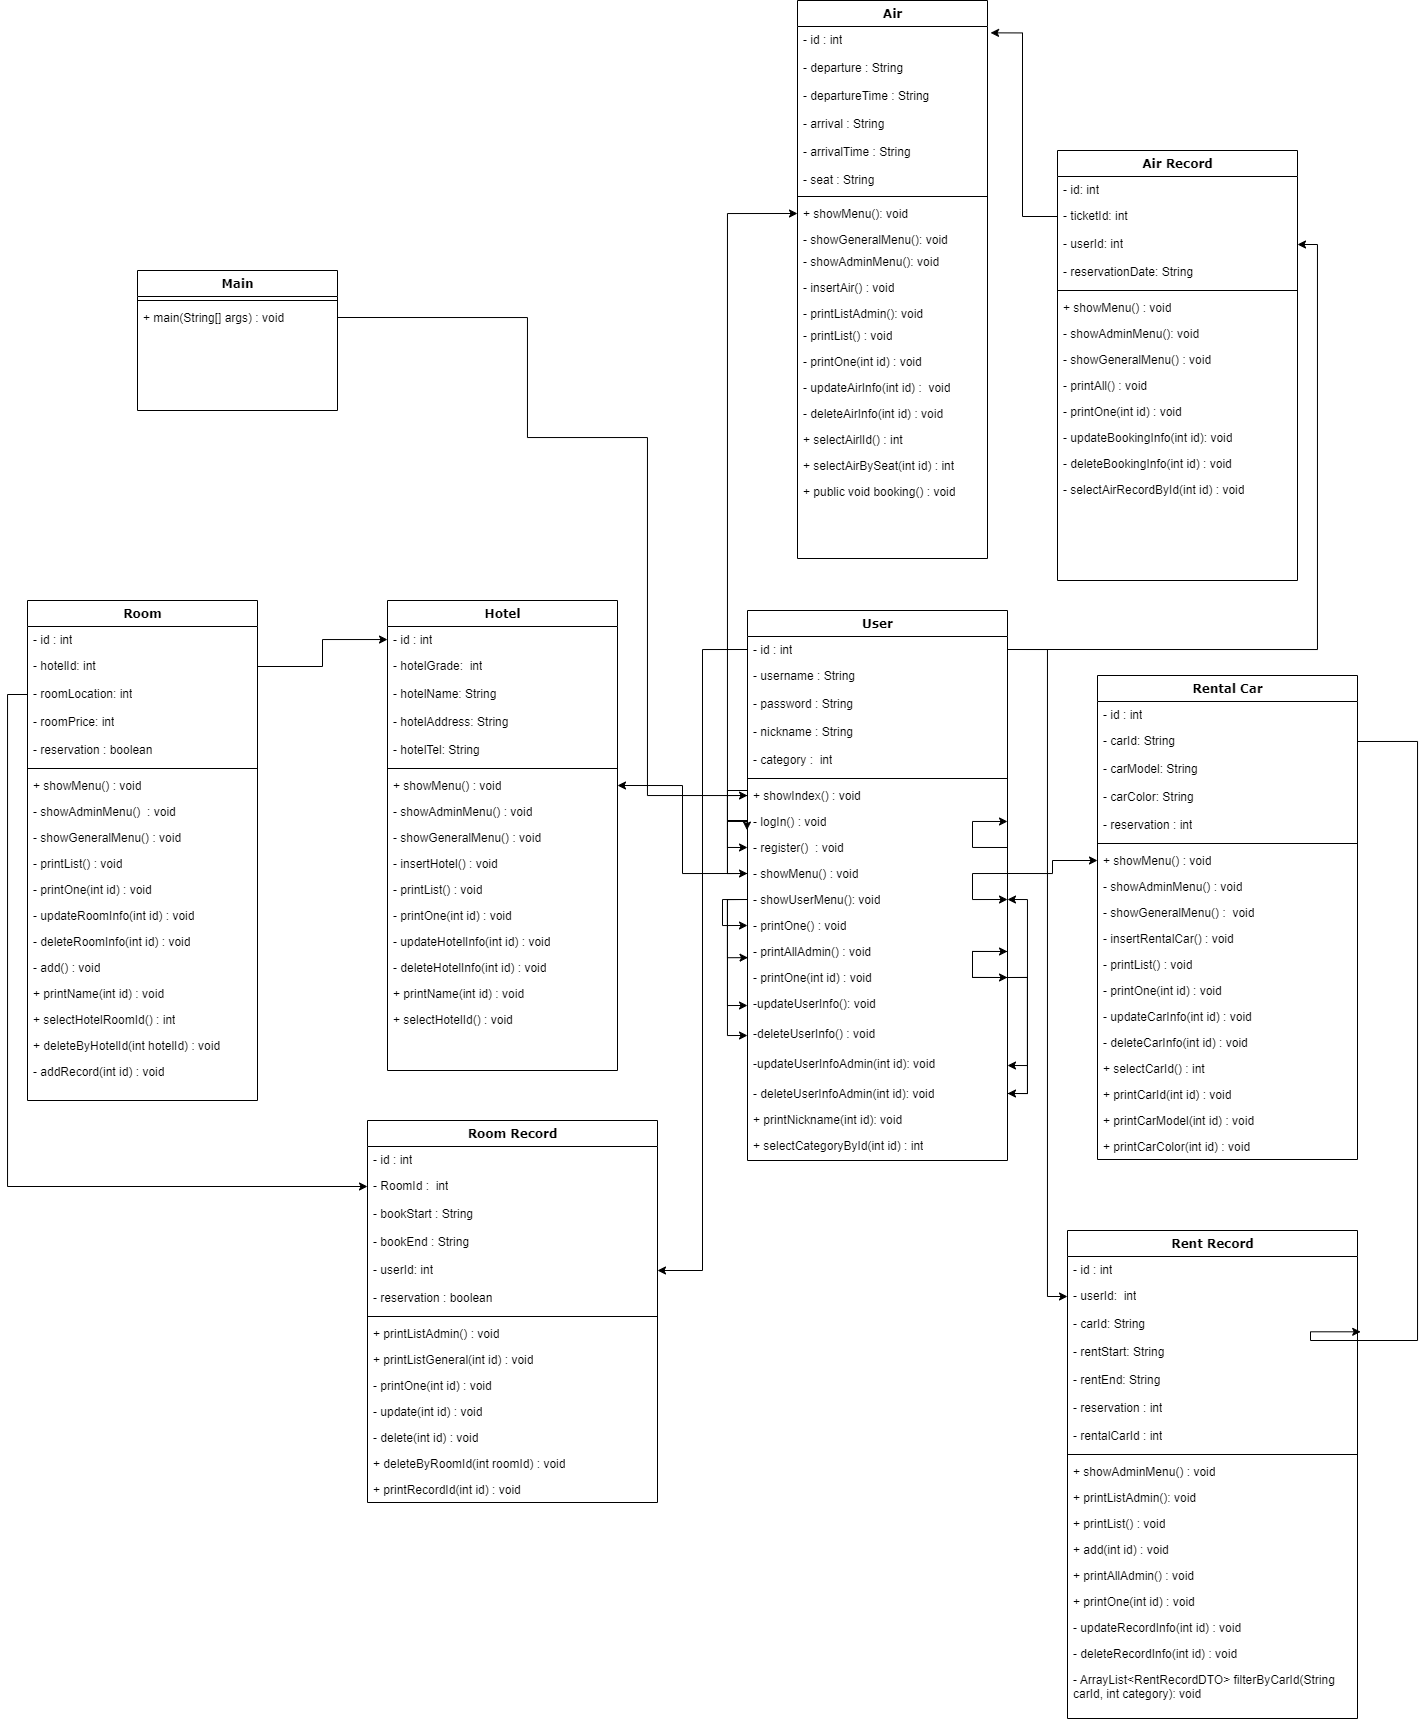 Air
- id : int
- departure : String
- departureTime : String
- arrival : String
- arrivalTime : String
- seat : String
+ showMenu(): void
- showGeneralMenu(): void
- showAdminMenu(): void
- insertAir() : void
- printListAdmin(): void
- printList() : void
- printOne(int id) : void
- updateAirInfo(int id) :  void
- deleteAirInfo(int id) : void
+ selectAirId() : int
+ selectAirBySeat(int id) : int
+ public void booking() : void
Air Record
- id: int
- ticketId: int
- userId: int
- reservationDate: String
+ showMenu() : void
- showAdminMenu(): void
- showGeneralMenu() : void
- printAll() : void
- printOne(int id) : void
- updateBookingInfo(int id): void
- deleteBookingInfo(int id) : void
- selectAirRecordById(int id) : void
Main
+ main(String[] args) : void
Room
- id : int
- hotelId: int
- roomLocation: int
- roomPrice: int
- reservation : boolean
+ showMenu() : void
- showAdminMenu()  : void
- showGeneralMenu() : void
- printList() : void
- printOne(int id) : void
- updateRoomInfo(int id) : void
- deleteRoomInfo(int id) : void
- add() : void
+ printName(int id) : void
+ selectHotelRoomId() : int
+ deleteByHotelId(int hotelId) : void
- addRecord(int id) : void
Hotel
- id : int
- hotelGrade:  int
- hotelName: String
- hotelAddress: String
- hotelTel: String
+ showMenu() : void
- showAdminMenu() : void
- showGeneralMenu() : void
- insertHotel() : void
- printList() : void
- printOne(int id) : void
- updateHotelInfo(int id) : void
- deleteHotelInfo(int id) : void
+ printName(int id) : void
+ selectHotelId() : void
User
- id : int
- username : String
- password : String
- nickname : String
- category :  int
+ showIndex() : void
- logIn() : void
- register()  : void
- showMenu() : void
- showUserMenu(): void
- printOne() : void
- printAllAdmin() : void
- printOne(int id) : void
-updateUserInfo(): void
-deleteUserInfo() : void
-updateUserInfoAdmin(int id): void
- deleteUserInfoAdmin(int id): void
+ printNickname(int id): void
+ selectCategoryById(int id) : int
Rental Car
- id : int
- carId: String
- carModel: String
- carColor: String
- reservation : int
+ showMenu() : void
- showAdminMenu() : void
- showGeneralMenu() :  void
- insertRentalCar() : void
- printList() : void
- printOne(int id) : void
- updateCarInfo(int id) : void
- deleteCarInfo(int id) : void
+ selectCarId() : int
+ printCarId(int id) : void
+ printCarModel(int id) : void
+ printCarColor(int id) : void
Room Record
- id : int
- RoomId :  int
- bookStart : String
- bookEnd : String
- userId: int
- reservation : boolean
+ printListAdmin() : void
+ printListGeneral(int id) : void
- printOne(int id) : void
- update(int id) : void
- delete(int id) : void
+ deleteByRoomId(int roomId) : void
+ printRecordId(int id) : void
Rent Record
- id : int
- userId:  int
- carId: String
- rentStart: String
- rentEnd: String
- reservation : int
- rentalCarId : int
+ showAdminMenu() : void
+ printListAdmin(): void
+ printList() : void
+ add(int id) : void
+ printAllAdmin() : void
+ printOne(int id) : void
- updateRecordInfo(int id) : void
- deleteRecordInfo(int id) : void
- ArrayList<RentRecordDTO> filterByCarId(String
carId, int category): void